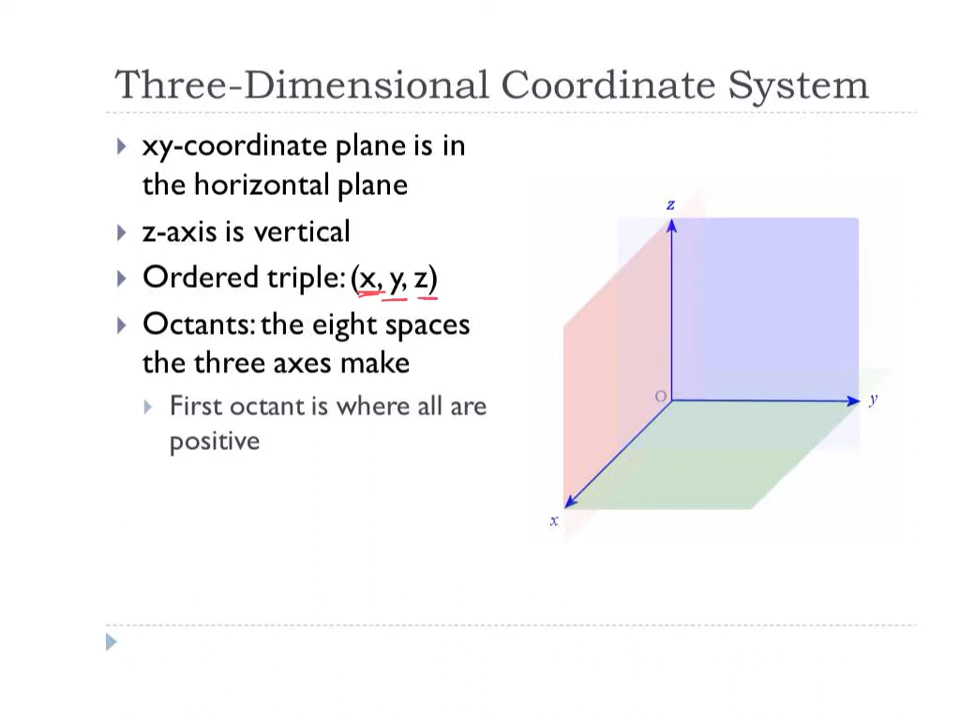 Three-Dimensional Coordinate System
xy-coordinate plane is in
the horizontal plane
z-axis is vertical
Ordered triple: (x, y, z)
Octants: the eight spaces
the three axes make
First octant is where all are
positive
z
O
y
x